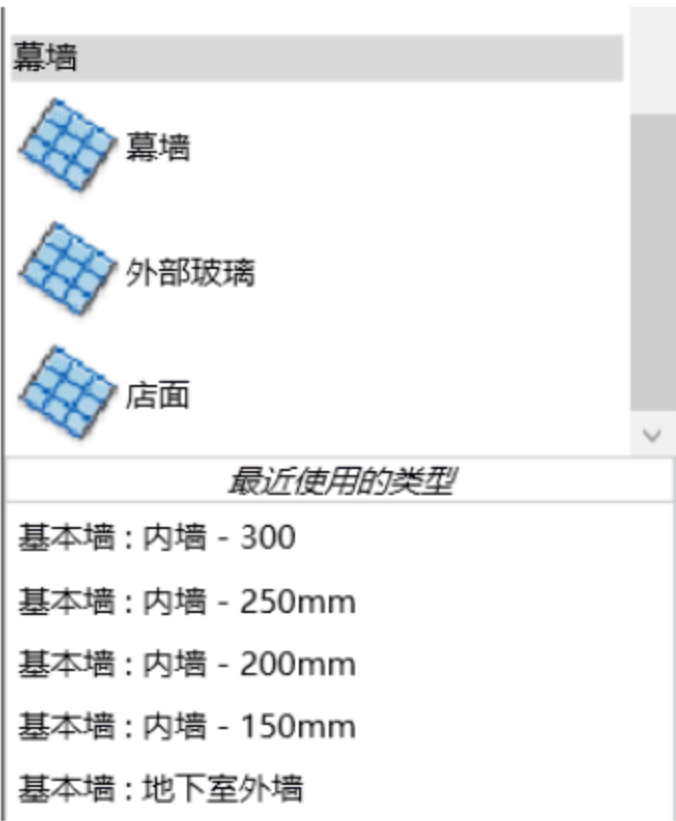 幕墙
幕墙
外部玻璃
店面
最近使用的类型
基本墙 : 内墙 - 300
基本墙 : 内墙 - 250mm
基本墙 : 内墙 - 200mm
基本墙 : 内墙 - 150mm
基本墙 : 地下室外墙